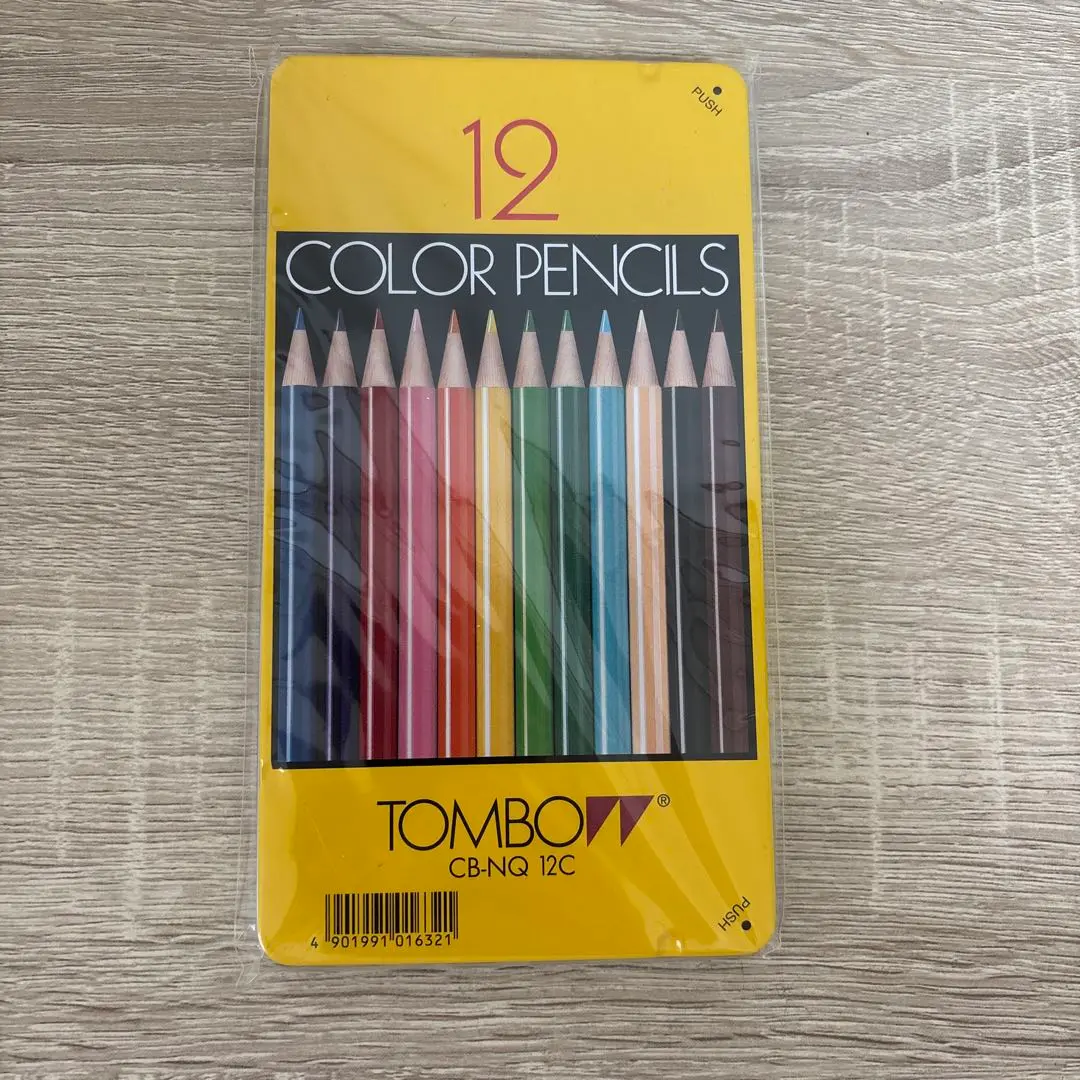 PUSH
12
COLOR PENCILS
TOMBOW®
CB-NQ 12C
4 901991 016321
PUSH